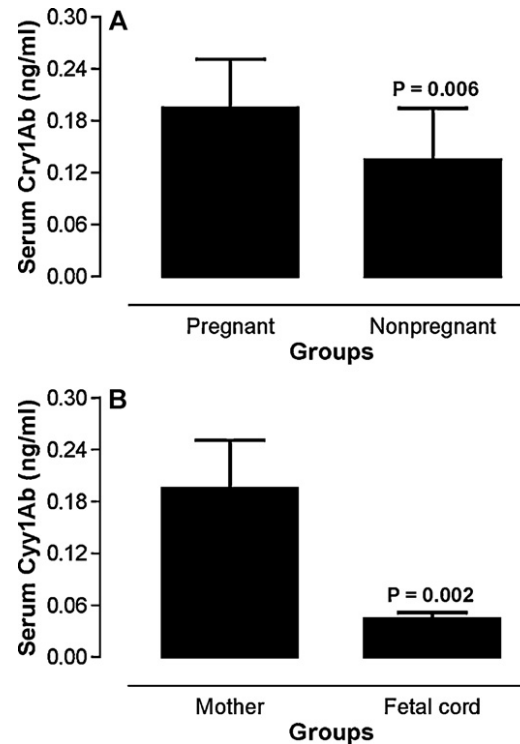 A
Serum Cry1Ab (ng/ml)
0.30
0.24
0.18
0.12
0.06
0.00
P = 0.006
Pregnant Nonpregnant
Groups
B
Serum Cyy1Ab (ng/ml)
0.30
0.24
0.18
0.12
0.06
0.00
P = 0.002
Mother Fetal cord
Groups